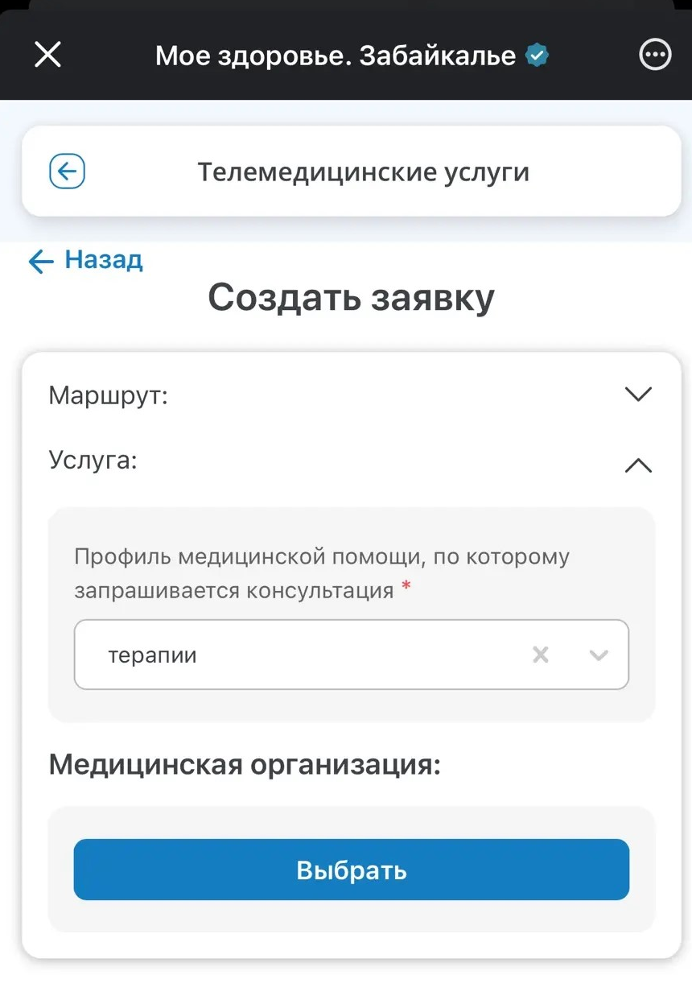 Мое здоровье. Забайкалье
Телемедицинские услуги
Назад
Создать заявку
Маршрут:
Услуга:
Профиль медицинской помощи, по которому
запрашивается консультация *
терапии
Медицинская организация:
Выбрать